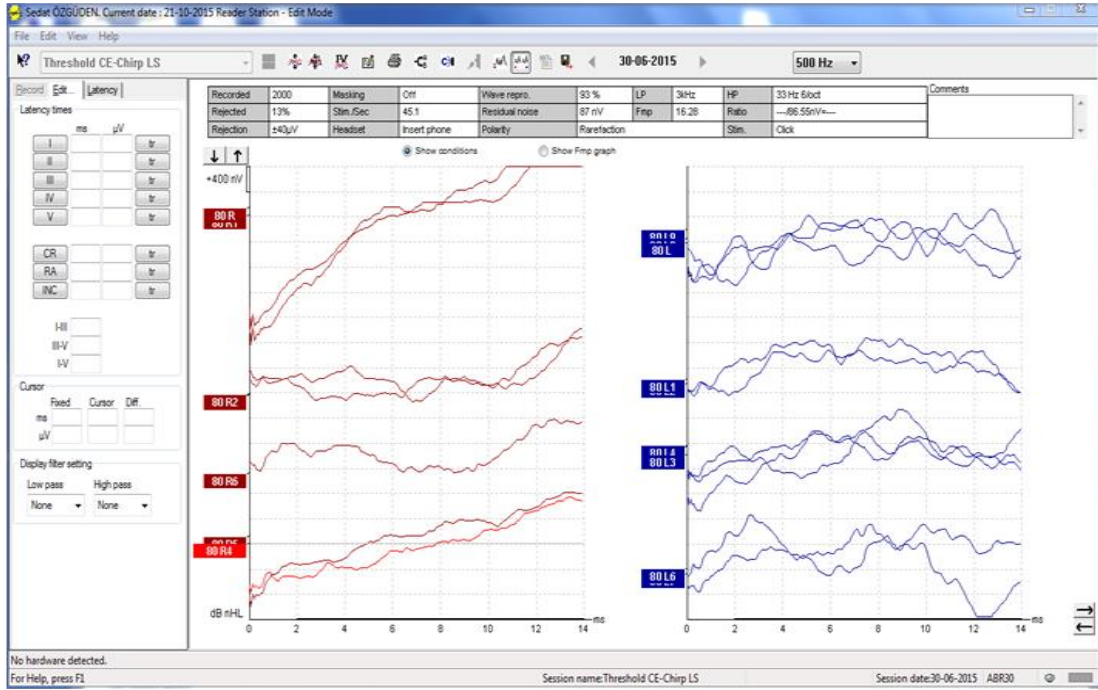 Sedat ÖZGÜDEN. Current date : 21-10-2015 Reader Station - Edit Mode
File Edit View Help
Threshold CE-Chirp LS
30-06-2015
500 Hz
Record Edit... Latency
Latency times
ms µV
I tr
II tr
III tr
IV tr
V tr
CR tr
RA tr
INC tr
I-III
III-V
I-V
Cursor
Fixed Cursor Diff.
ms
µV
Display filter setting
Low pass High pass
None None
Recorded 2000 Masking Off Wave repro. 93 % LP 3kHz HP 33 Hz 6/oct
Rejected 13% Stim./Sec 45.1 Residual noise 87 nV Fmp 16.28 Ratio ---/86.55nV=---
Rejection ±40µV Headset Insert phone Polarity Rarefaction Stim. Click
Comments
Show conditions Show Fmp graph
+400 nV
80 R
80 R1
80 R2
80 R6
80 R4
dB nHL
0 2 4 6 8 10 12 14 ms
80 L
80 L1
80 L4
80 L3
80 L6
0 2 4 6 8 10 12 14 ms
No hardware detected.
For Help, press F1
Session name:Threshold CE-Chirp LS
Session date:30-06-2015 ABR30